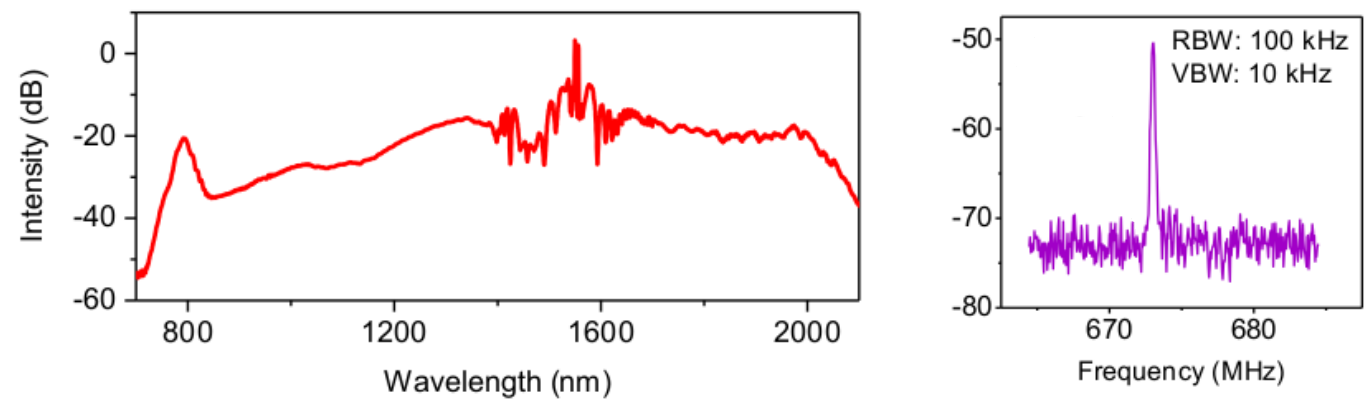 Intensity (dB)
0
-20
-40
-60
800
1200
1600
2000
Wavelength (nm)
RBW: 100 kHz
VBW: 10 kHz
-50
-60
-70
-80
670
680
Frequency (MHz)